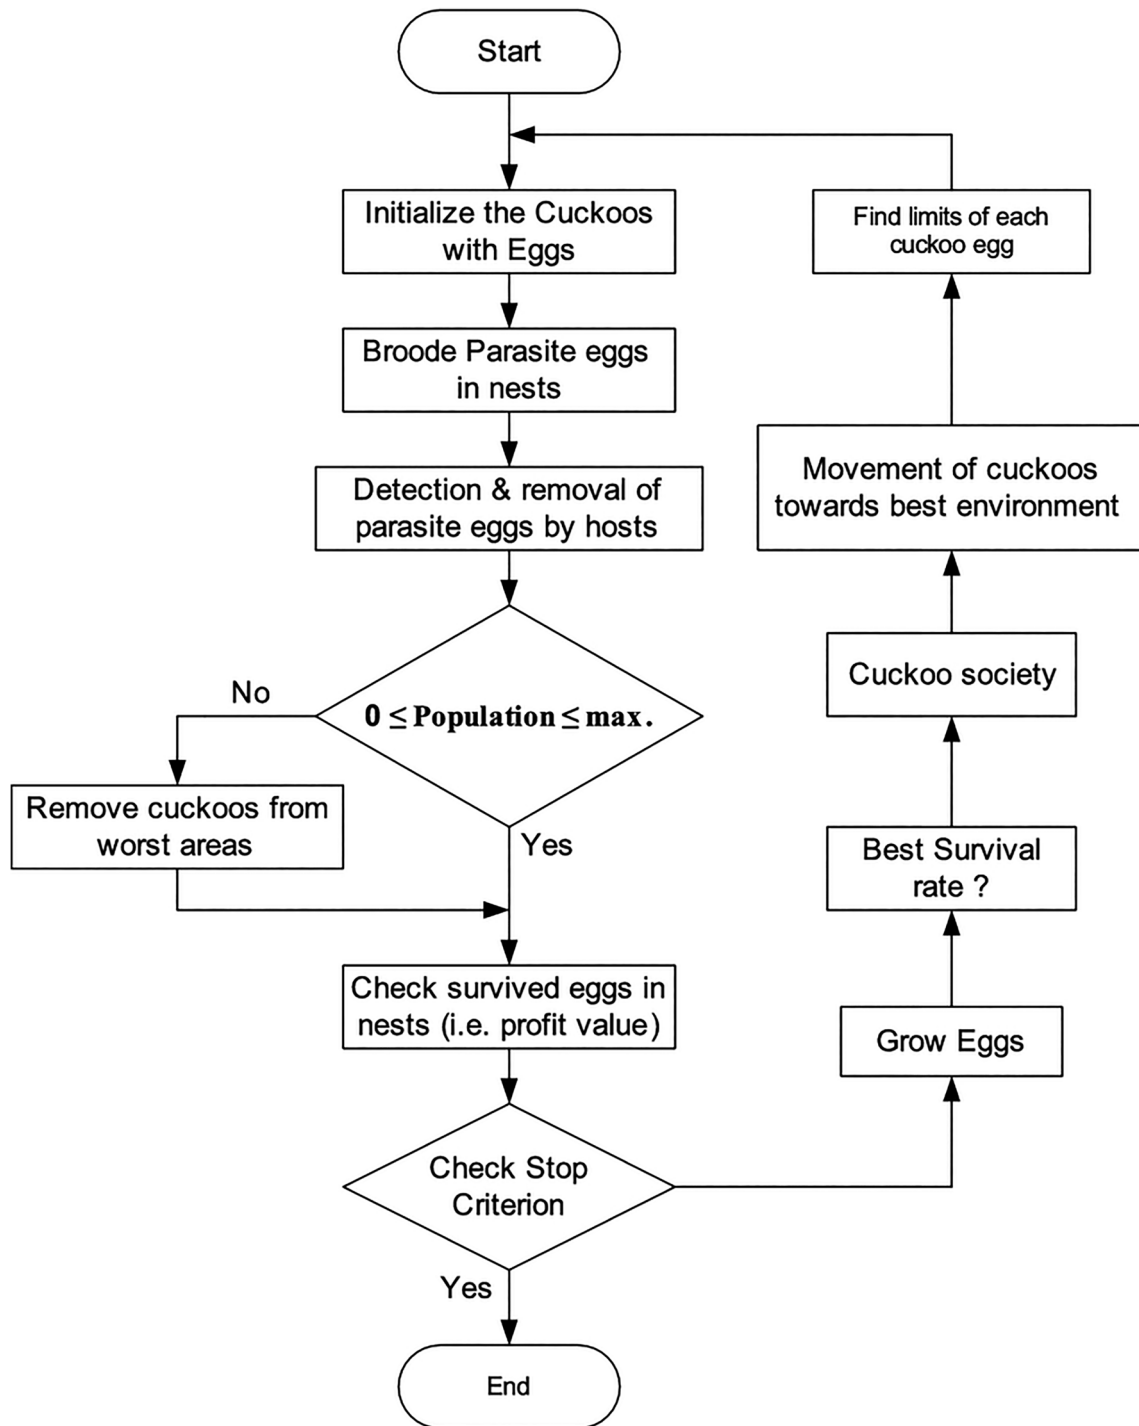 Start
Initialize the Cuckoos
with Eggs
Broode Parasite eggs
in nests
Detection & removal of
parasite eggs by hosts
0 ≤ Population ≤ max.
No
Remove cuckoos from
worst areas
Yes
Check survived eggs in
nests (i.e. profit value)
Check Stop
Criterion
Yes
End
Grow Eggs
Best Survival
rate ?
Cuckoo society
Movement of cuckoos
towards best environment
Find limits of each
cuckoo egg